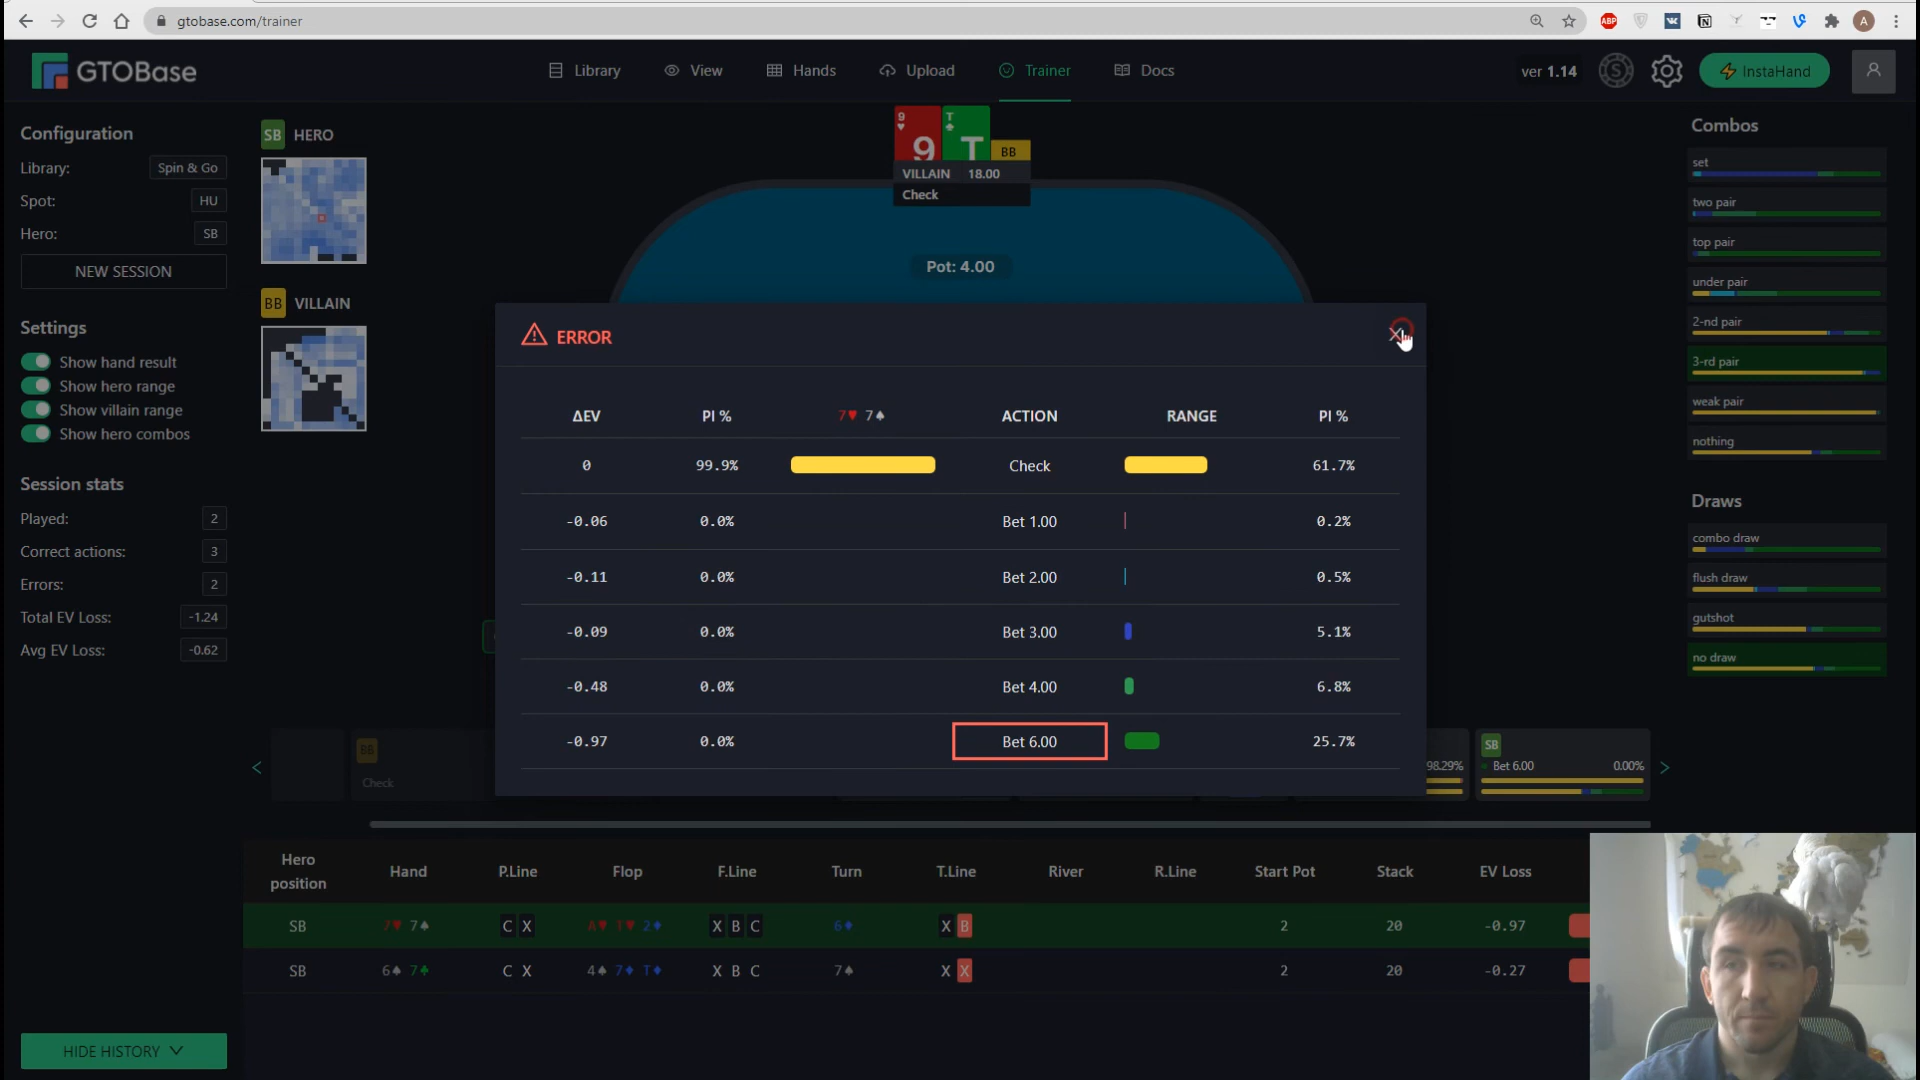 gtobase.com/trainer
ABP
A
GTOBase
Library
View
Hands
Upload
Trainer
Docs
ver 1.14
InstaHand
Configuration
Library: Spin & Go
Spot: HU
Hero: SB
NEW SESSION
Settings
Show hand result
Show hero range
Show villain range
Show hero combos
Session stats
Played: 2
Correct actions: 3
Errors: 2
Total EV Loss: -1.24
Avg EV Loss: -0.62
HIDE HISTORY
SB HERO
BB VILLAIN
9♥ T♣
9 T
BB
VILLAIN 18.00
Check
Pot: 4.00
ERROR
ΔEV PI % 7♥ 7♠ ACTION RANGE PI %
0 99.9% Check 61.7%
-0.06 0.0% Bet 1.00 0.2%
-0.11 0.0% Bet 2.00 0.5%
-0.09 0.0% Bet 3.00 5.1%
-0.48 0.0% Bet 4.00 6.8%
-0.97 0.0% Bet 6.00 25.7%
BB
Check
98.29%
SB
Bet 6.00 0.00%
Combos
set
two pair
top pair
under pair
2-nd pair
3-rd pair
weak pair
nothing
Draws
combo draw
flush draw
gutshot
no draw
Hero position Hand P.Line Flop F.Line Turn T.Line River R.Line Start Pot Stack EV Loss
SB 7♥ 7♠ C X A♥ 2♦ X B C 6♦ X B 2 20 -0.97
SB 6♠ 7♣ C X 4♠ 7♦ T♦ X B C 7♠ X X 2 20 -0.27